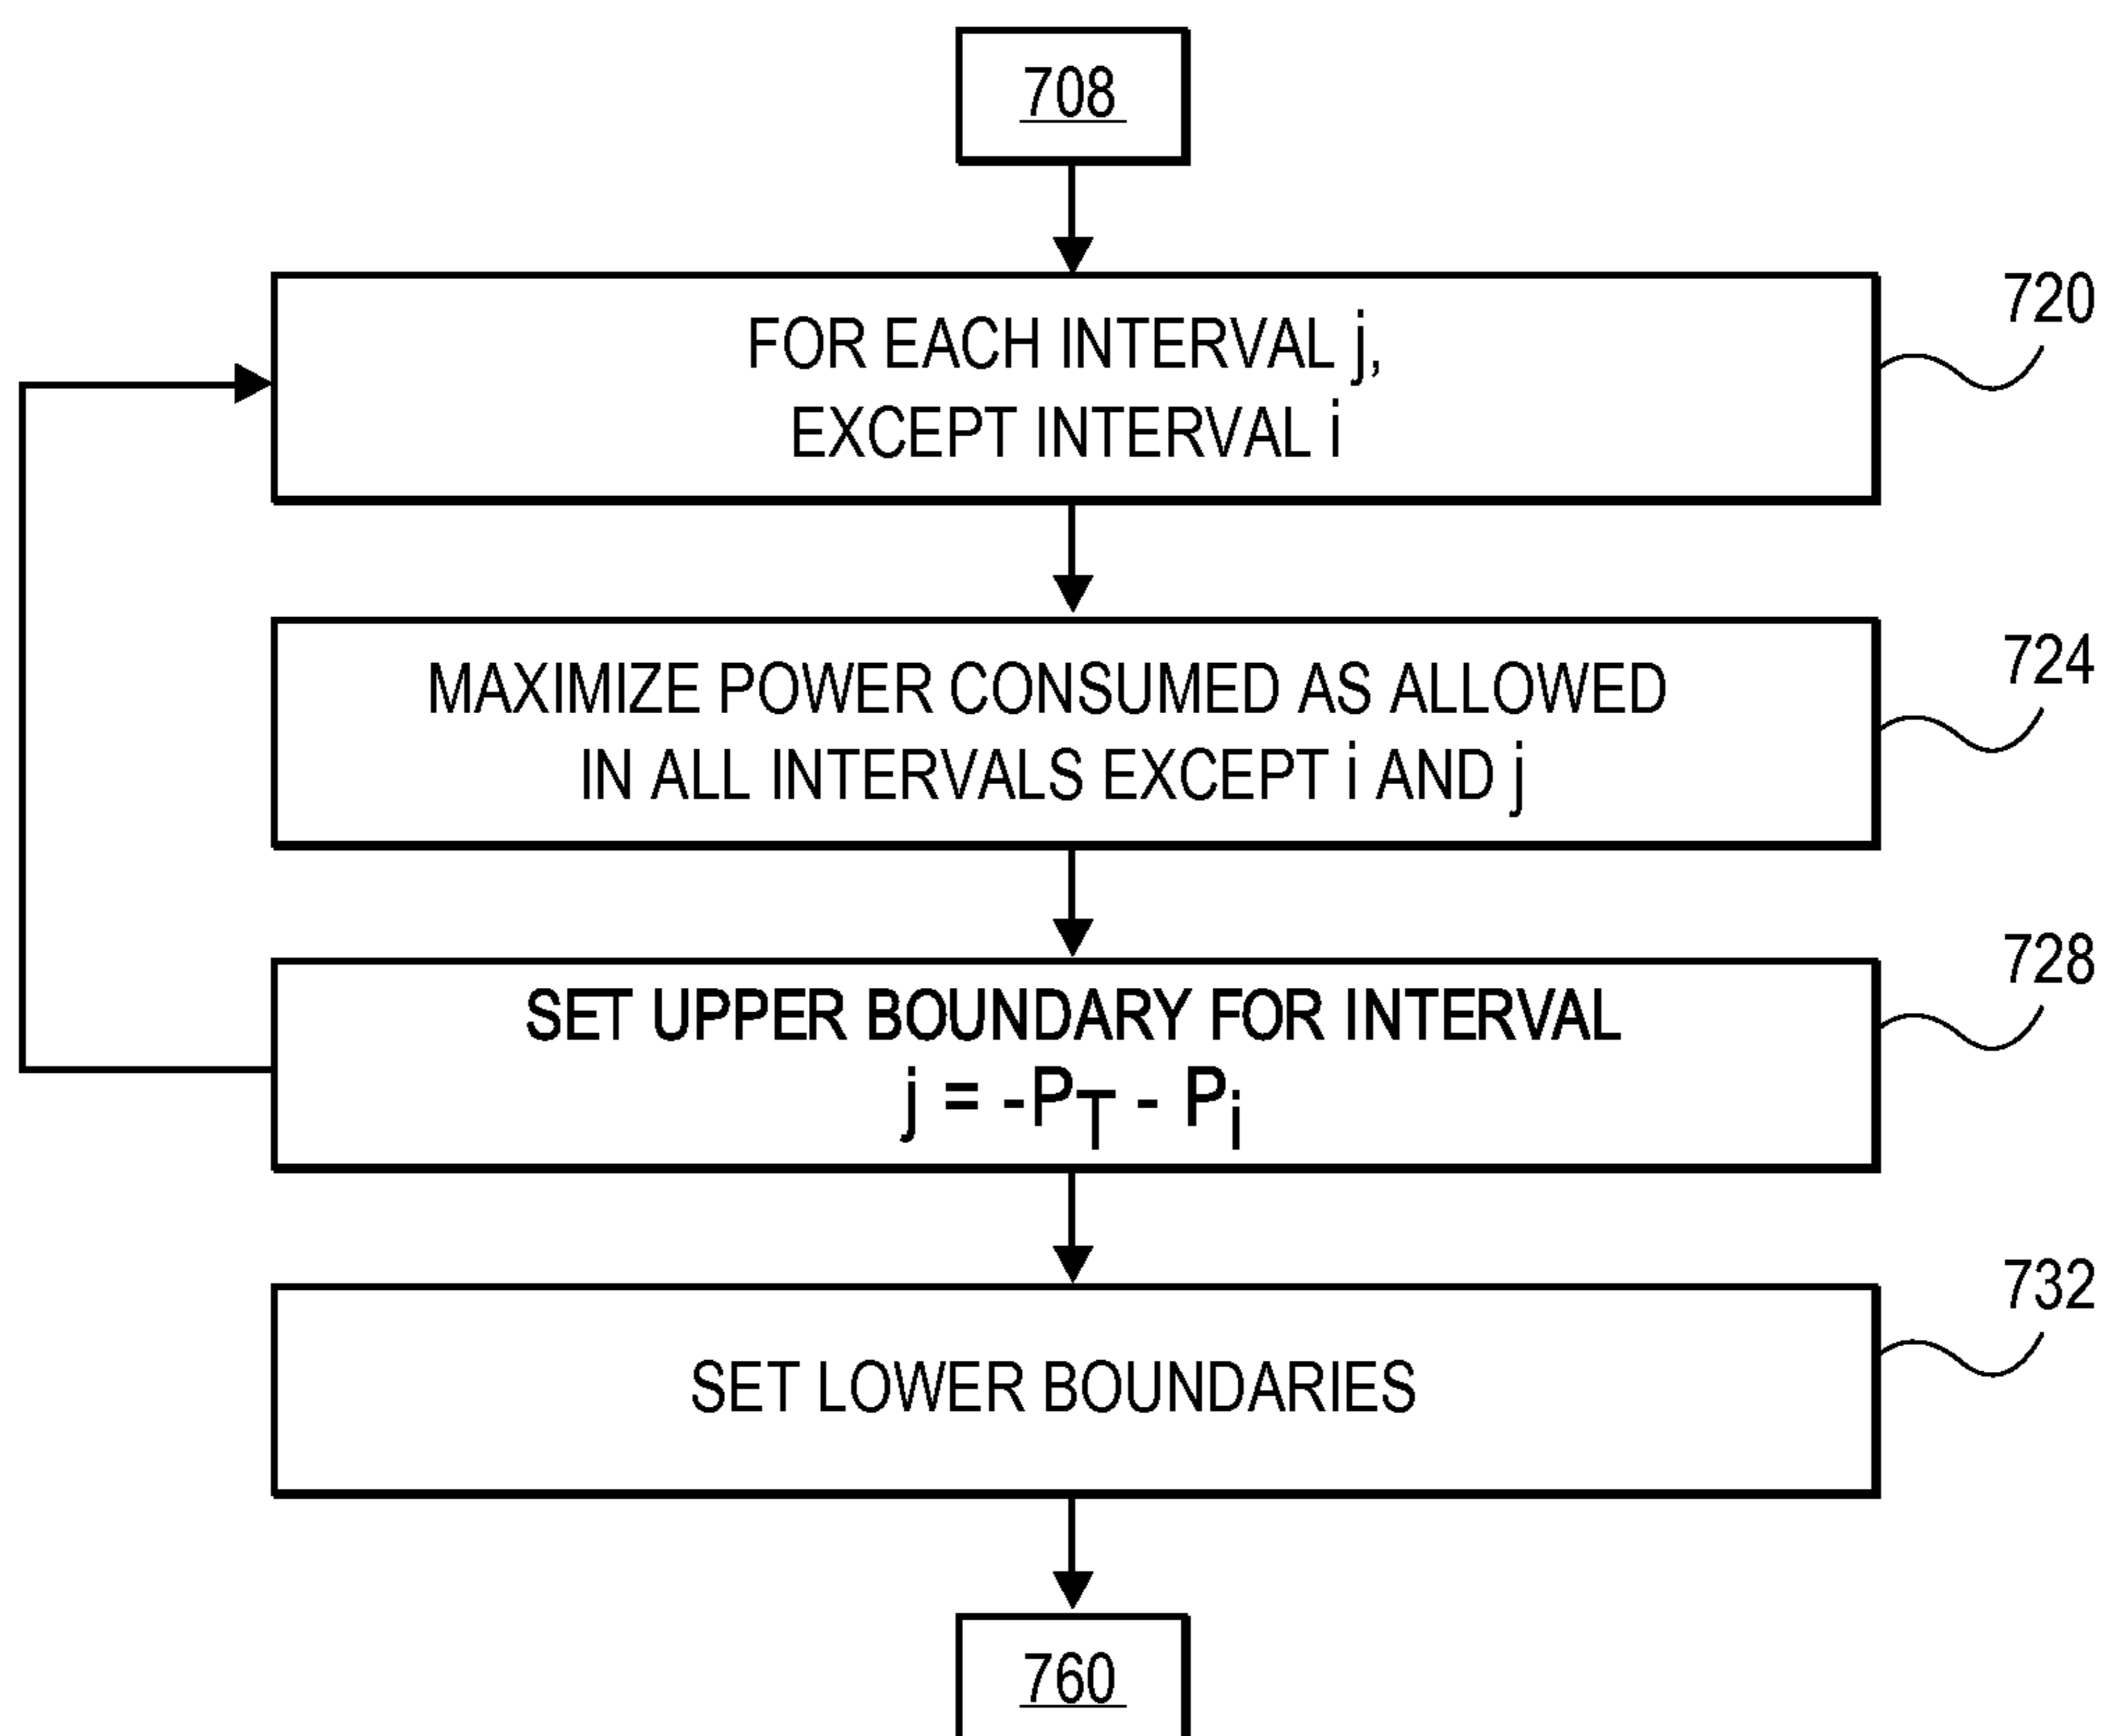 708
FOR EACH INTERVAL j,
EXCEPT INTERVAL i
720
MAXIMIZE POWER CONSUMED AS ALLOWED
IN ALL INTERVALS EXCEPT i AND j
724
SET UPPER BOUNDARY FOR INTERVAL
j = -PT - Pi
728
SET LOWER BOUNDARIES
732
760